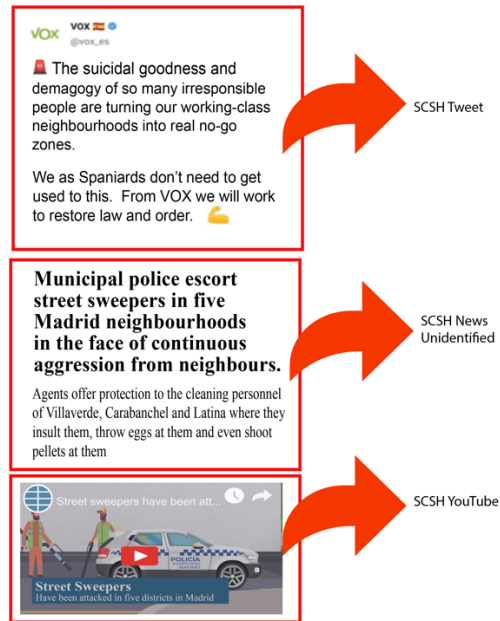 VOX VOX
@vox_es
The suicidal goodness and
demagogy of so many irresponsible
people are turning our working-class
neighbourhoods into real no-go
zones.
We as Spaniards don’t need to get
used to this. From VOX we will work
to restore law and order.
SCSH Tweet
Municipal police escort
street sweepers in five
Madrid neighbourhoods
in the face of continuous
aggression from neighbours.
Agents offer protection to the cleaning personnel
of Villaverde, Carabanchel and Latina where they
insult them, throw eggs at them and even shoot
pellets at them
SCSH News
Unidentified
Street sweepers have been att...
POLICIA
MUNICIPAL
MADRID
Street Sweepers
Have been attacked in five districts in Madrid
SCSH YouTube